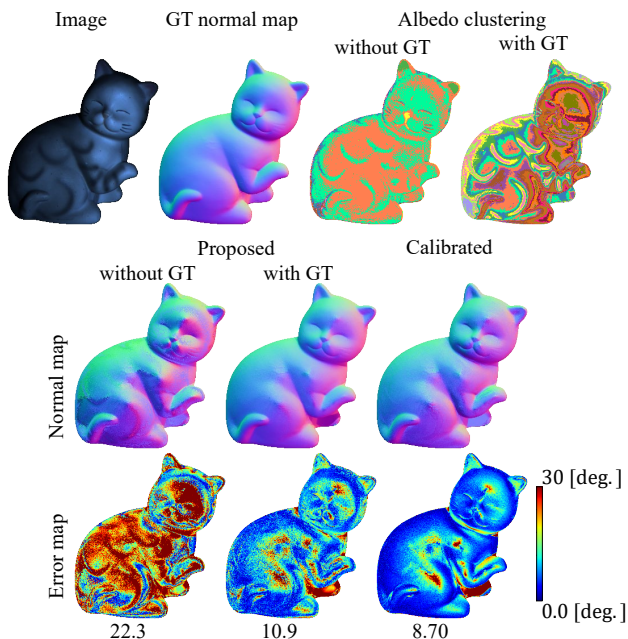 Image
GT normal map
Albedo clustering
without GT
with GT
Proposed
Calibrated
without GT
with GT
Normal map
Error map
30 [deg.]
0.0 [deg.]
22.3
10.9
8.70